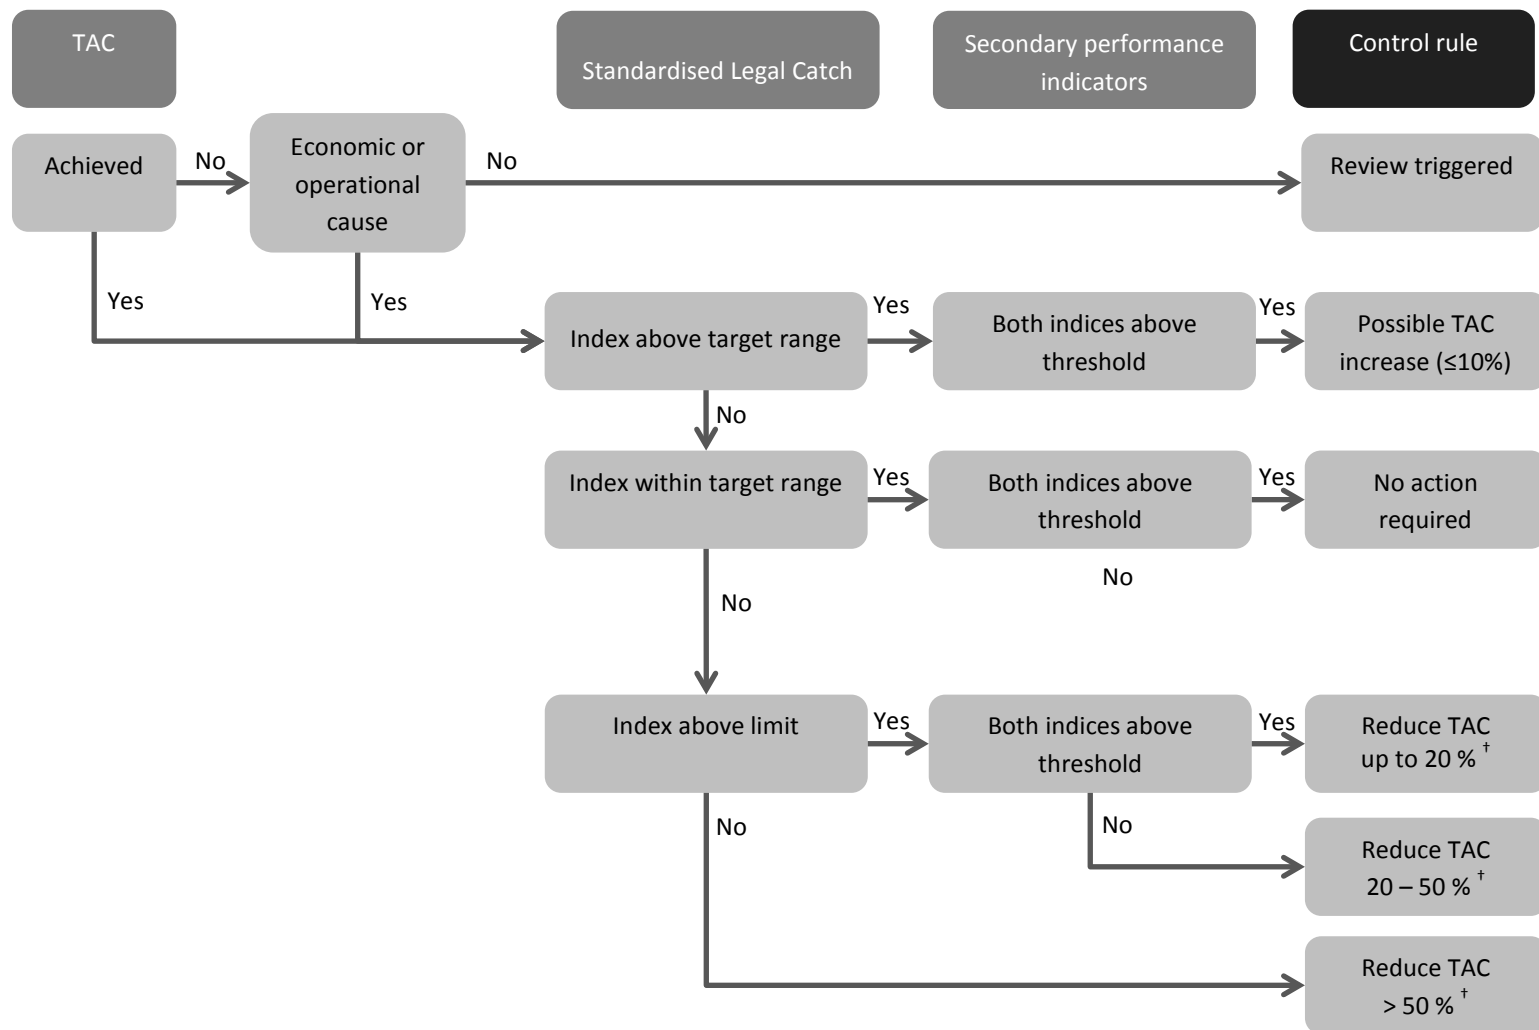 TAC
Standardised Legal Catch
Secondary performance
indicators
Control rule
Achieved
No
Economic or
operational
cause
No
Review triggered
Yes
Yes
Index above target range
Yes
Both indices above
threshold
Yes
Possible TAC
increase (≤10%)
No
Index within target range
Yes
Both indices above
threshold
Yes
No action
required
No
No
Index above limit
Yes
Both indices above
threshold
Yes
Reduce TAC
up to 20 % †
No
No
Reduce TAC
20 – 50 % †
Reduce TAC
> 50 % †